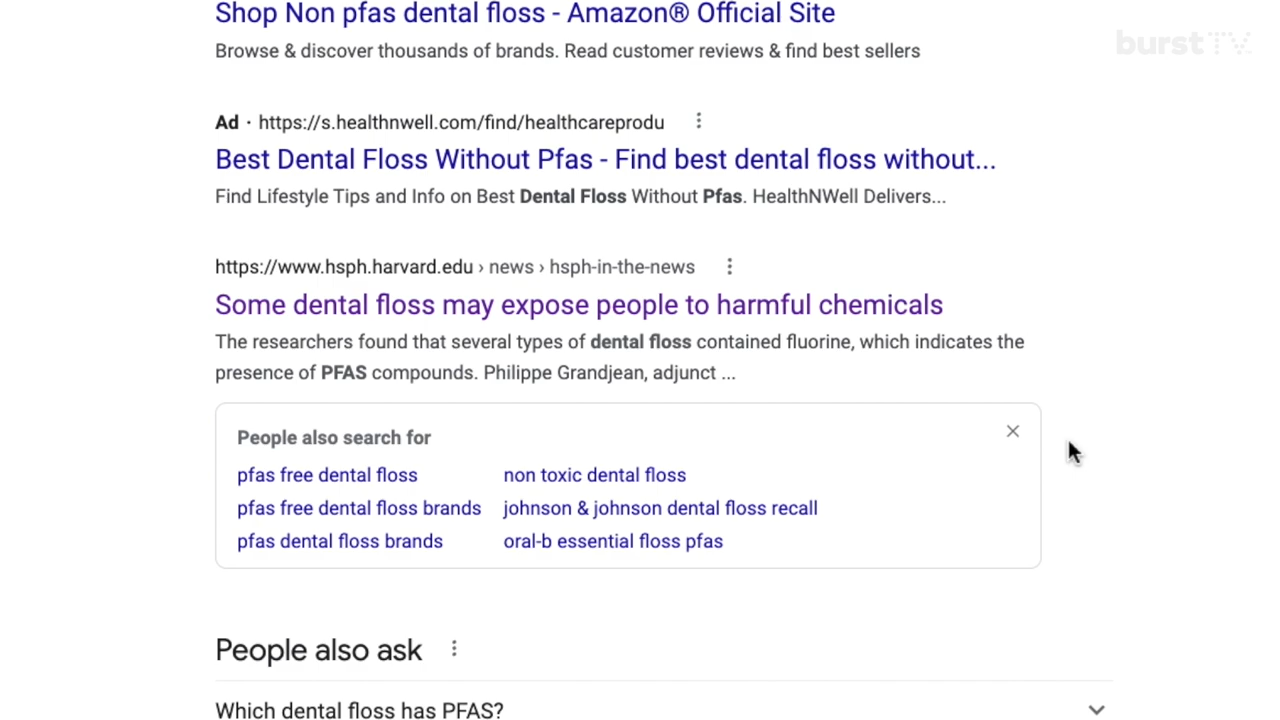 Shop Non pfas dental floss - Amazon® Official Site
burst TV
Browse & discover thousands of brands. Read customer reviews & find best sellers
Ad · https://s.healthnwell.com/find/healthcareprodu
Best Dental Floss Without Pfas - Find best dental floss without...
Find Lifestyle Tips and Info on Best Dental Floss Without Pfas. HealthNWell Delivers...
https://www.hsph.harvard.edu › news › hsph-in-the-news
Some dental floss may expose people to harmful chemicals
The researchers found that several types of dental floss contained fluorine, which indicates the
presence of PFAS compounds. Philippe Grandjean, adjunct ...
People also search for
pfas free dental floss non toxic dental floss
pfas free dental floss brands johnson & johnson dental floss recall
pfas dental floss brands oral-b essential floss pfas
People also ask
Which dental floss has PFAS?